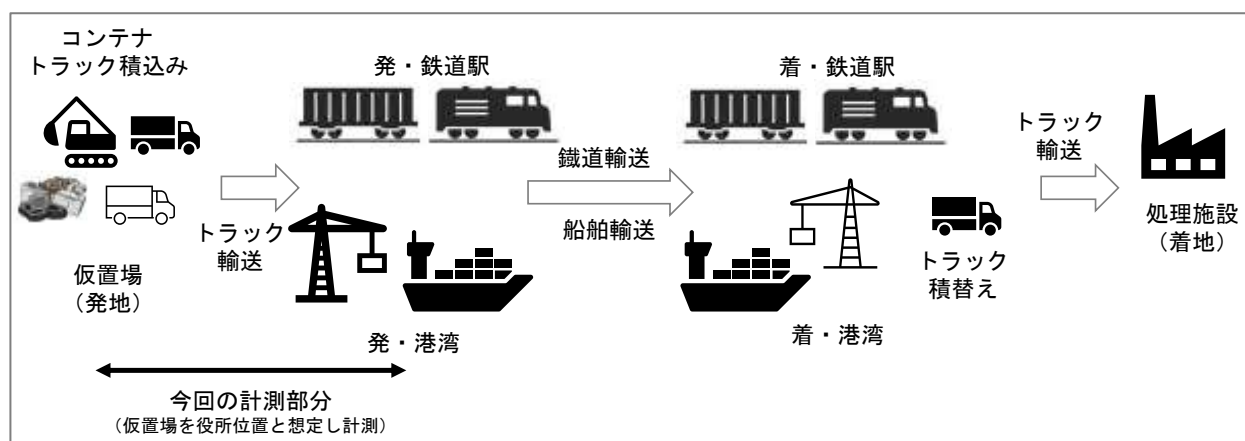 コンテナ
トラック積込み
仮置場
（発地）
トラック
輸送
発・鉄道駅
発・港湾
鐡道輸送
船舶輸送
着・鉄道駅
着・港湾
トラック
積替え
トラック
輸送
処理施設
（着地）
今回の計測部分
（仮置場を役所位置と想定し計測）